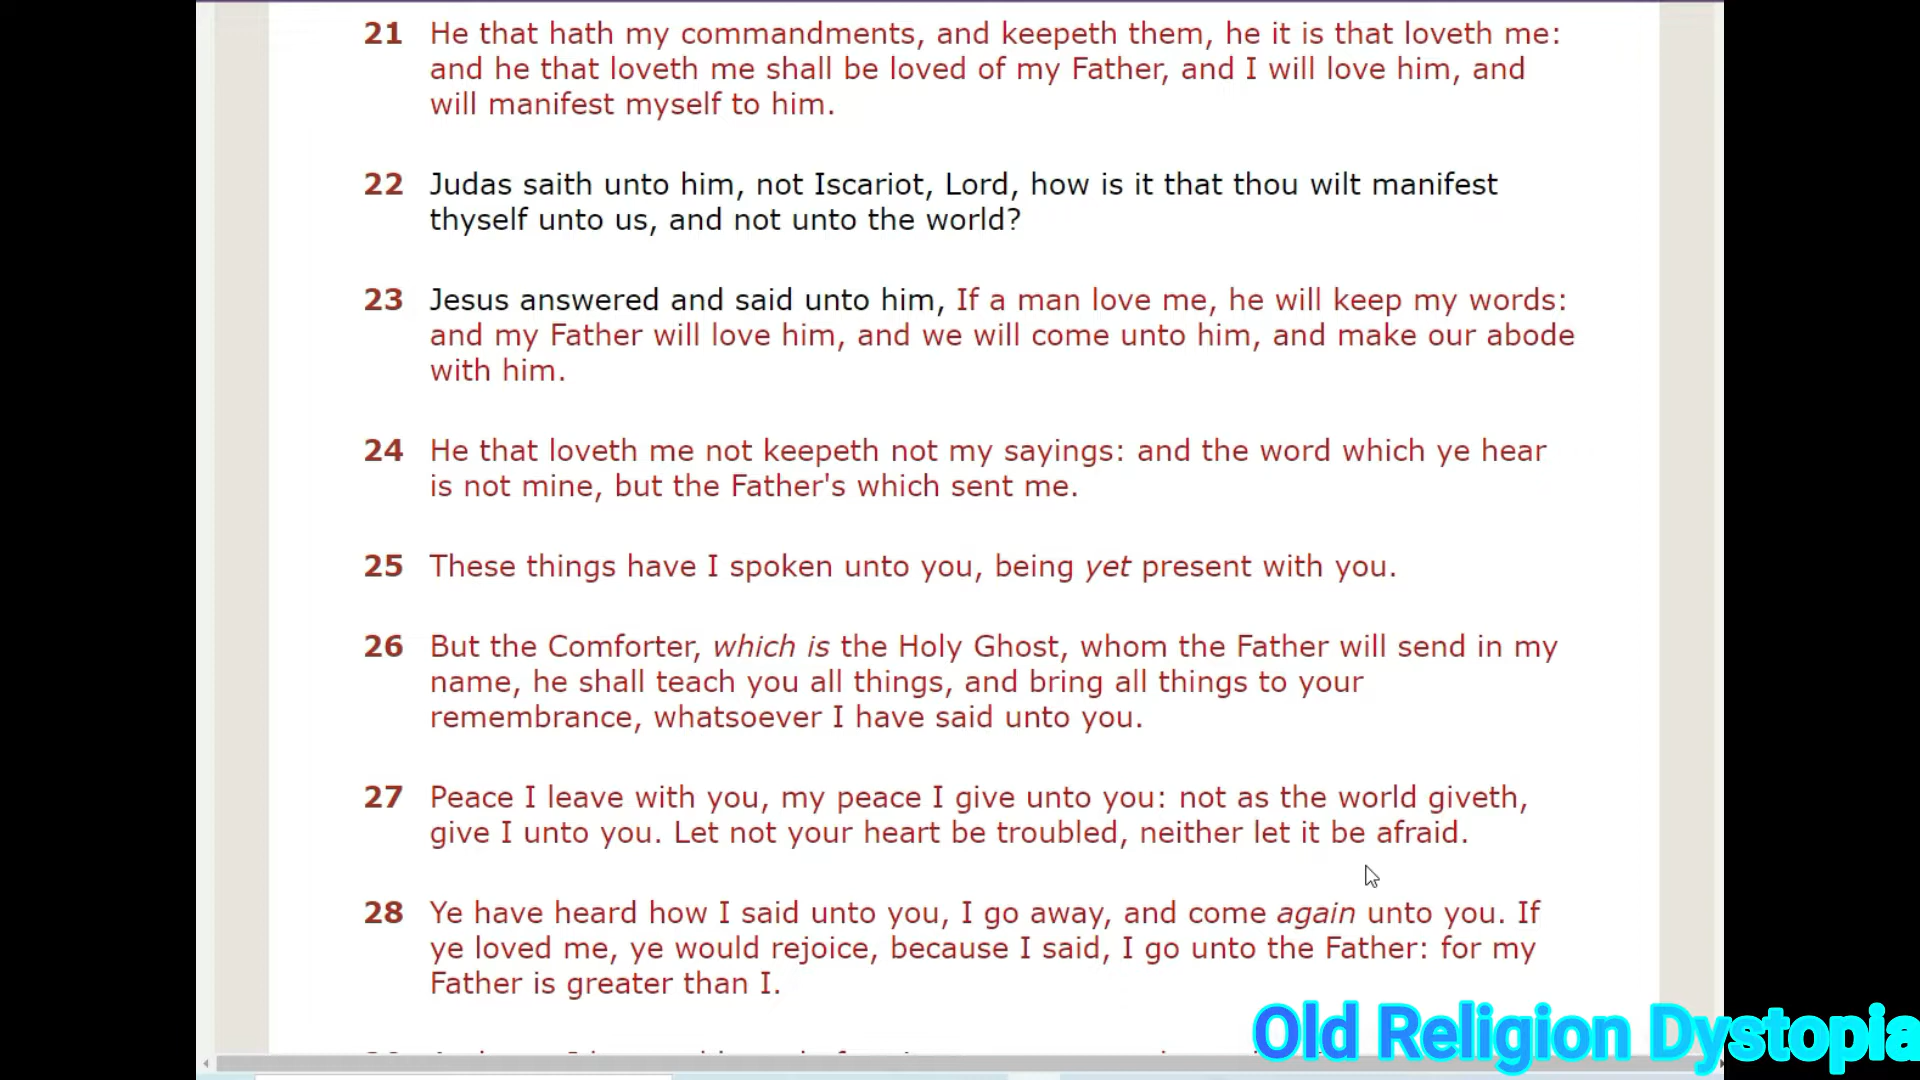 21 He that hath my commandments, and keepeth them, he it is that loveth me:
and he that loveth me shall be loved of my Father, and I will love him, and
will manifest myself to him.
22 Judas saith unto him, not Iscariot, Lord, how is it that thou wilt manifest
thyself unto us, and not unto the world?
23 Jesus answered and said unto him, If a man love me, he will keep my words:
and my Father will love him, and we will come unto him, and make our abode
with him.
24 He that loveth me not keepeth not my sayings: and the word which ye hear
is not mine, but the Father's which sent me.
25 These things have I spoken unto you, being yet present with you.
26 But the Comforter, which is the Holy Ghost, whom the Father will send in my
name, he shall teach you all things, and bring all things to your
remembrance, whatsoever I have said unto you.
27 Peace I leave with you, my peace I give unto you: not as the world giveth,
give I unto you. Let not your heart be troubled, neither let it be afraid.
28 Ye have heard how I said unto you, I go away, and come again unto you. If
ye loved me, ye would rejoice, because I said, I go unto the Father: for my
Father is greater than I.
Old Religion Dystopia